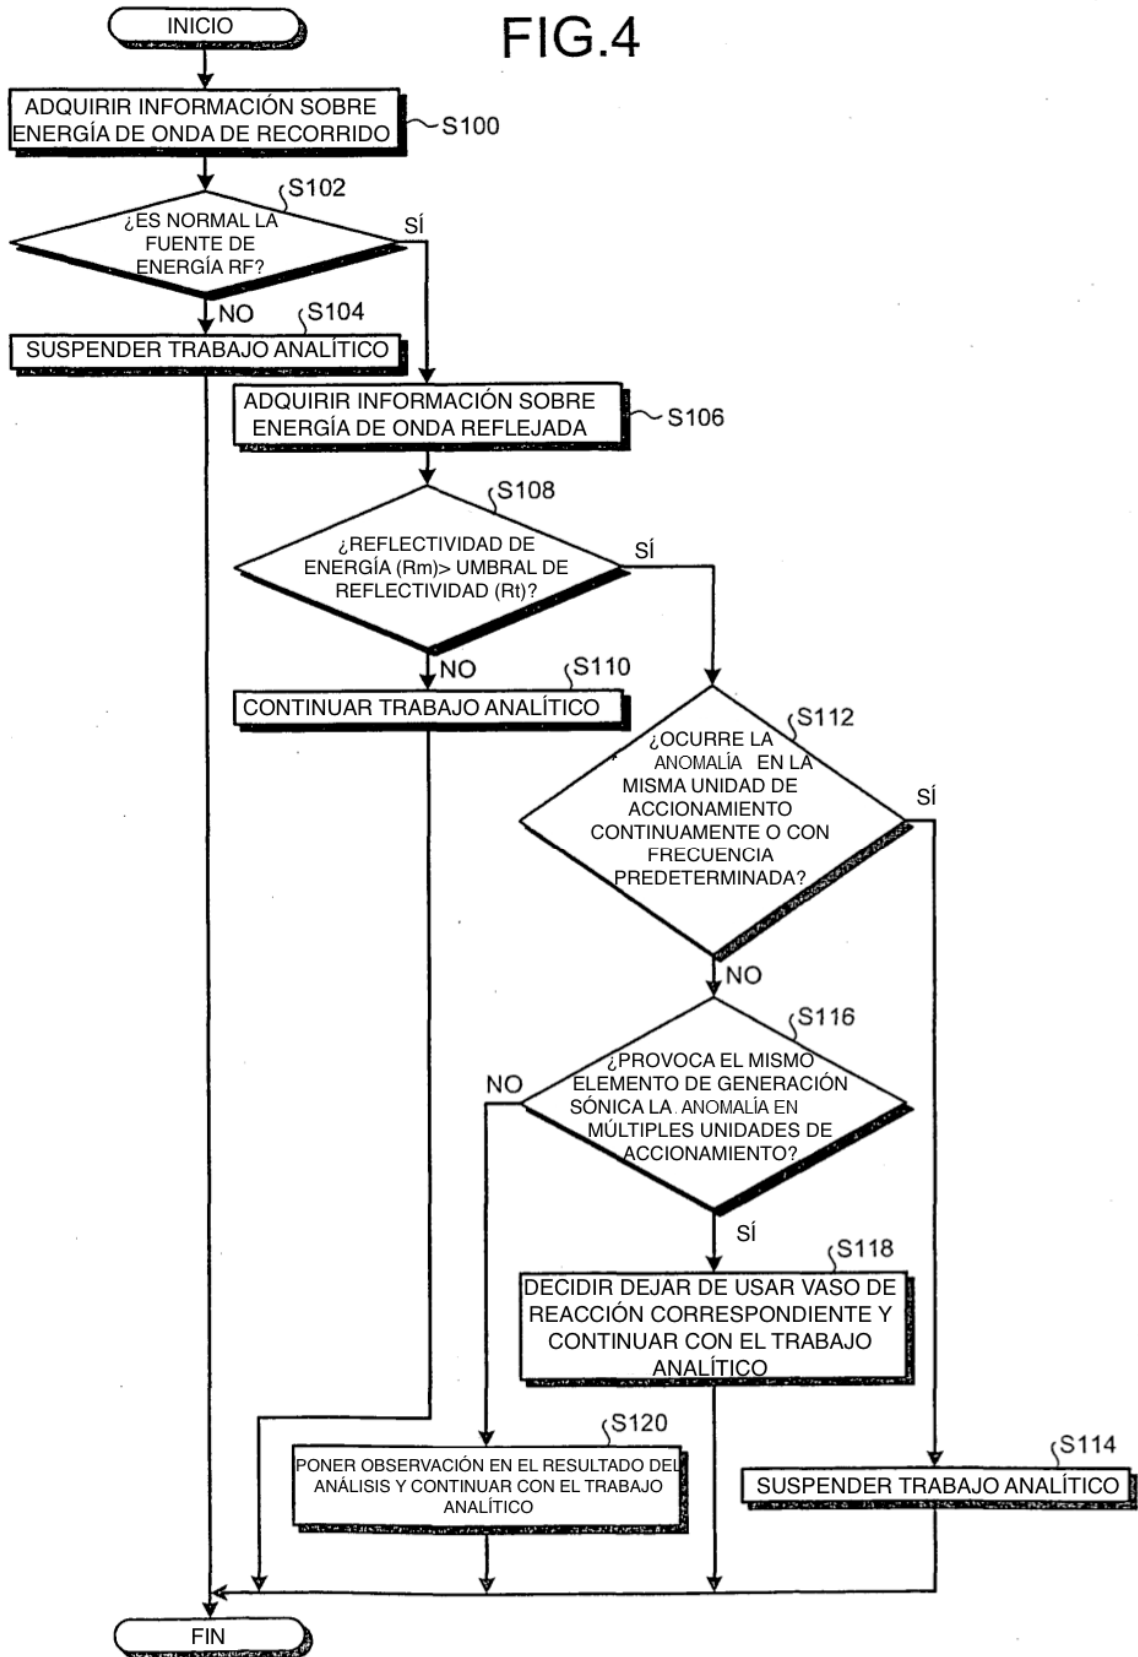 INICIO
FIG.4
ADQUIRIR INFORMACIÓN SOBRE
ENERGÍA DE ONDA DE RECORRIDO
S100
S102
¿ES NORMAL LA
FUENTE DE
ENERGÍA RF?
SÍ
NO
S104
SUSPENDER TRABAJO ANALÍTICO
ADQUIRIR INFORMACIÓN SOBRE
ENERGÍA DE ONDA REFLEJADA
S106
S108
¿REFLECTIVIDAD DE
ENERGÍA (Rm)> UMBRAL DE
REFLECTIVIDAD (Rt)?
SÍ
NO
S110
CONTINUAR TRABAJO ANALÍTICO
S112
¿OCURRE LA
ANOMALÍA EN LA
MISMA UNIDAD DE
ACCIONAMIENTO
CONTINUAMENTE O CON
FRECUENCIA
PREDETERMINADA?
SÍ
NO
S116
¿PROVOCA EL MISMO
ELEMENTO DE GENERACIÓN
SÓNICA LA ANOMALÍA EN
MÚLTIPLES UNIDADES DE
ACCIONAMIENTO?
NO
SÍ
S118
DECIDIR DEJAR DE USAR VASO DE
REACCIÓN CORRESPONDIENTE Y
CONTINUAR CON EL TRABAJO
ANALÍTICO
S120
PONER OBSERVACIÓN EN EL RESULTADO DEL
ANÁLISIS Y CONTINUAR CON EL TRABAJO
ANALÍTICO
S114
SUSPENDER TRABAJO ANALÍTICO
FIN